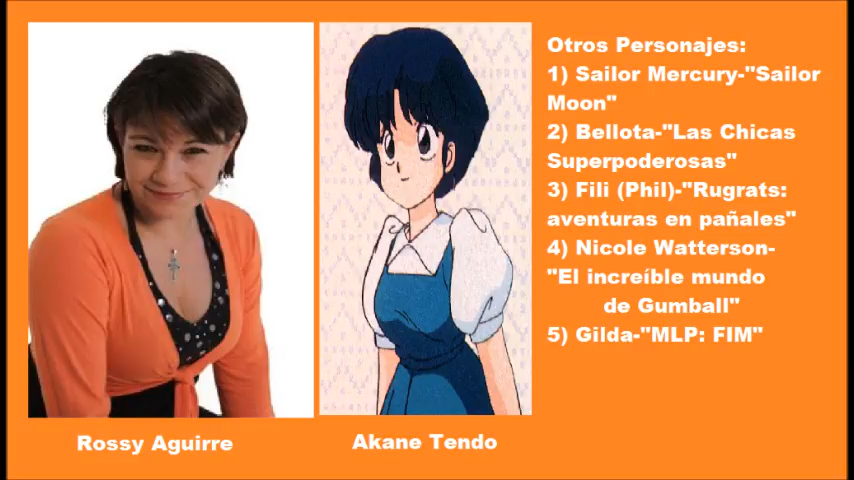 Otros Personajes:
1) Sailor Mercury-"Sailor
Moon"
2) Bellota-"Las Chicas
Superpoderosas"
3) Fili (Phil)-"Rugrats:
aventuras en pañales"
4) Nicole Watterson-
"El increíble mundo
de Gumball"
5) Gilda-"MLP: FIM"
Rossy Aguirre
Akane Tendo